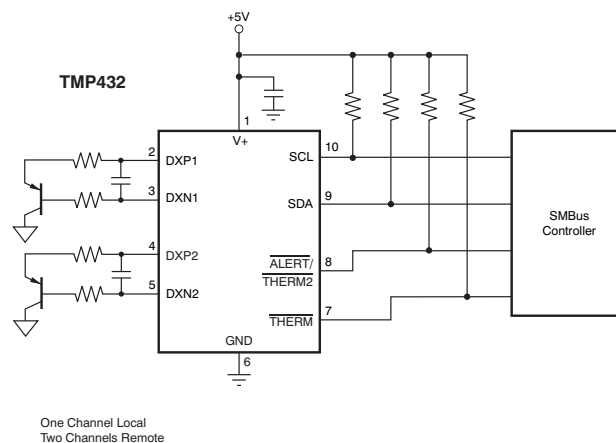 +5V
TMP432
1
V+
2
DXP1
3
DXN1
4
DXP2
5
DXN2
10
SCL
9
SDA
8
ALERT/
THERM2
7
THERM
GND
6
SMBus
Controller
One Channel Local
Two Channels Remote